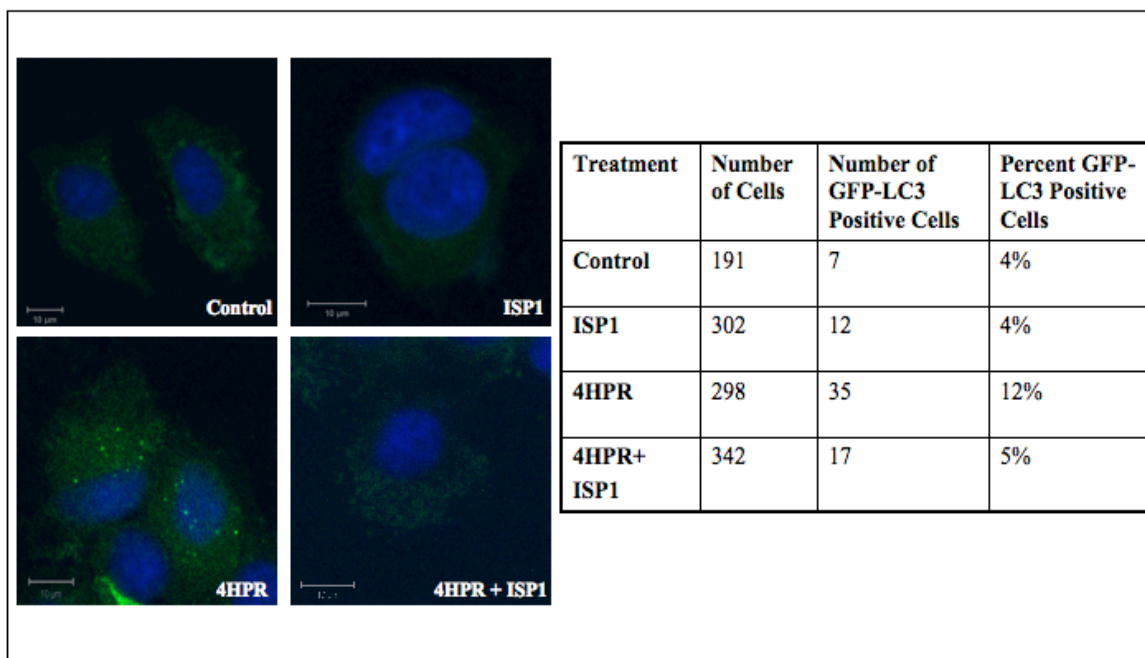 10 µm
Control
10 µm
ISP1
10 µm
4HPR
4HPR + ISP1
Treatment
Number
of Cells
Number of
GFP-LC3
Positive Cells
Percent GFP-
LC3 Positive
Cells
Control
191
7
4%
ISP1
302
12
4%
4HPR
298
35
12%
4HPR+
ISP1
342
17
5%